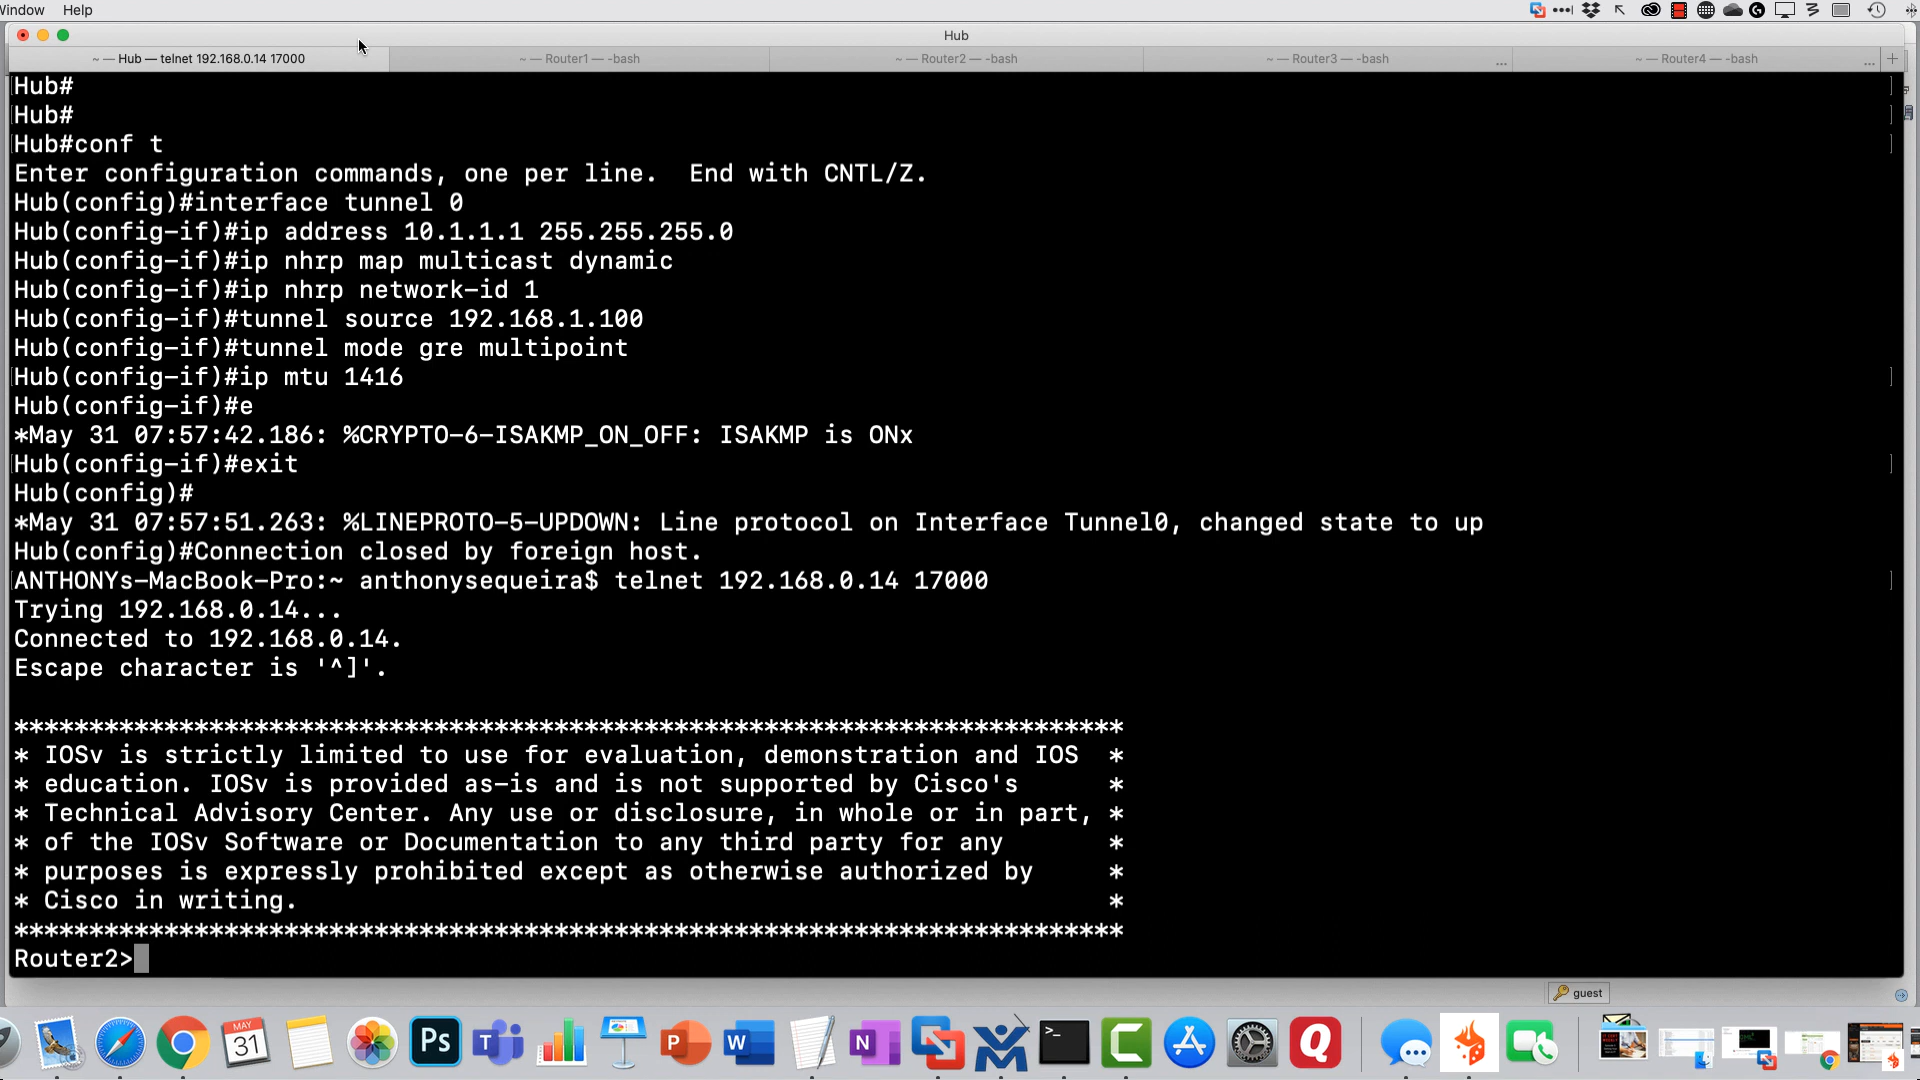 Window Help
Hub
~ — Hub — telnet 192.168.0.14 17000
~ — Router1 — -bash
~ — Router2 — -bash
~ — Router3 — -bash
...
~ — Router4 — -bash
...
+
Hub#
Hub#
Hub#conf t
Enter configuration commands, one per line.  End with CNTL/Z.
Hub(config)#interface tunnel 0
Hub(config-if)#ip address 10.1.1.1 255.255.255.0
Hub(config-if)#ip nhrp map multicast dynamic
Hub(config-if)#ip nhrp network-id 1
Hub(config-if)#tunnel source 192.168.1.100
Hub(config-if)#tunnel mode gre multipoint
Hub(config-if)#ip mtu 1416
Hub(config-if)#e
*May 31 07:57:42.186: %CRYPTO-6-ISAKMP_ON_OFF: ISAKMP is ONx
Hub(config-if)#exit
Hub(config)#
*May 31 07:57:51.263: %LINEPROTO-5-UPDOWN: Line protocol on Interface Tunnel0, changed state to up
Hub(config)#Connection closed by foreign host.
ANTHONYs-MacBook-Pro:~ anthonysequeira$ telnet 192.168.0.14 17000
Trying 192.168.0.14...
Connected to 192.168.0.14.
Escape character is '^]'.
**************************************************************************
* IOSv is strictly limited to use for evaluation, demonstration and IOS  *
* education. IOSv is provided as-is and is not supported by Cisco's      *
* Technical Advisory Center. Any use or disclosure, in whole or in part, *
* of the IOSv Software or Documentation to any third party for any       *
* purposes is expressly prohibited except as otherwise authorized by     *
* Cisco in writing.                                                      *
**************************************************************************
Router2>
guest
MAY
31
Ps
T
P
W
N
>_
C
Q